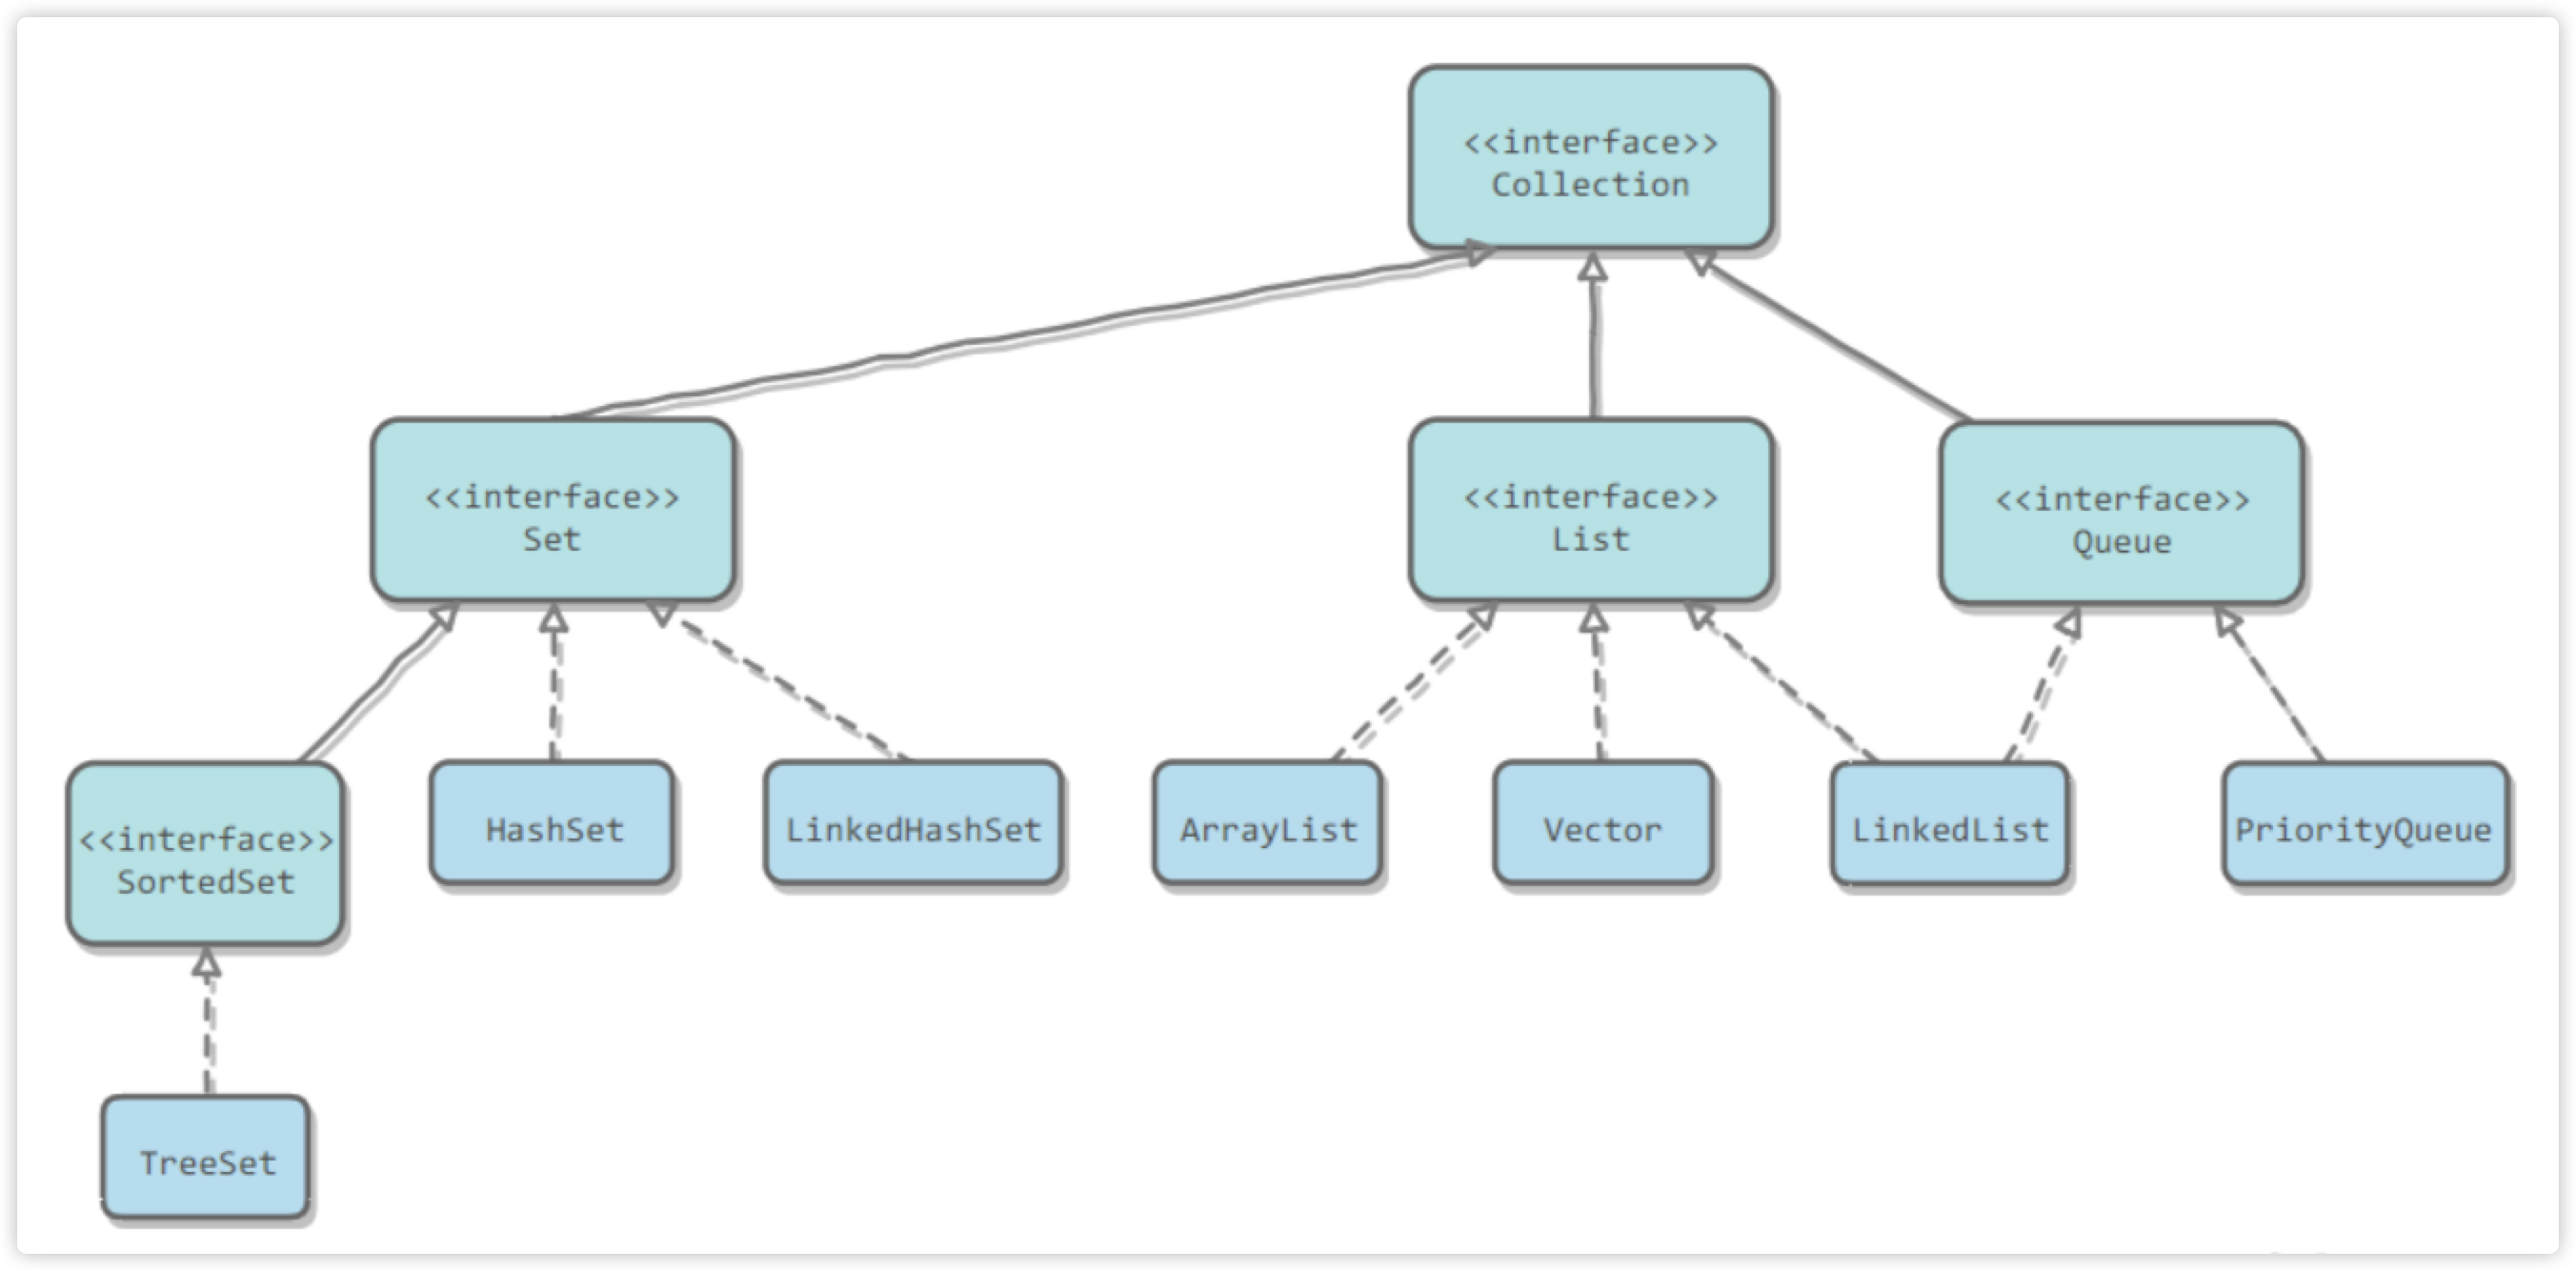 <<interface>>
Collection
<<interface>>
Set
<<interface>>
List
<<interface>>
Queue
<<interface>>
SortedSet
HashSet
LinkedHashSet
ArrayList
Vector
LinkedList
PriorityQueue
TreeSet